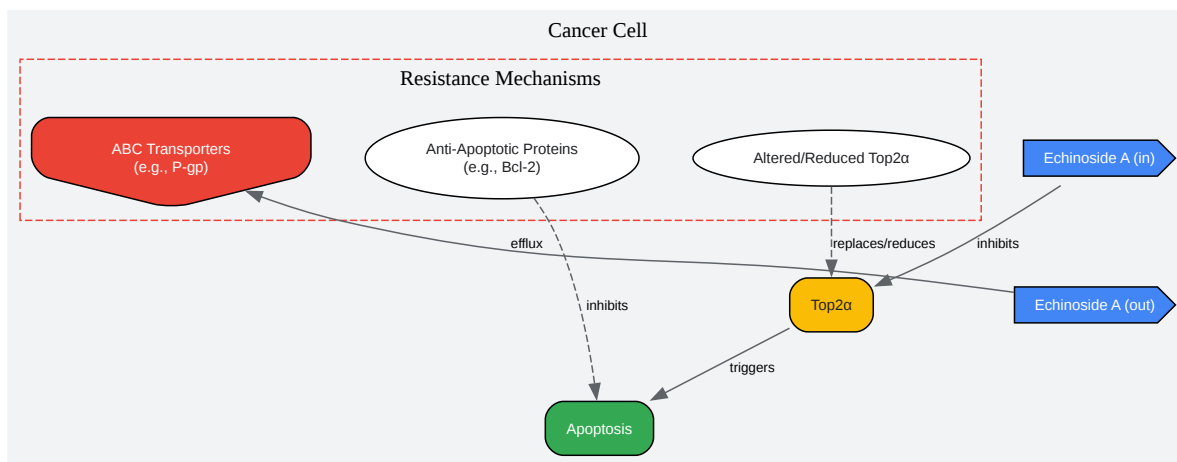 Cancer Cell
Resistance Mechanisms
ABC Transporters
(e.g., P-gp)
Anti-Apoptotic Proteins
(e.g., Bcl-2)
Altered/Reduced Top2α
Echinoside A (in)
efflux
replaces/reduces
inhibits
inhibits
Top2α
Echinoside A (out)
triggers
Apoptosis